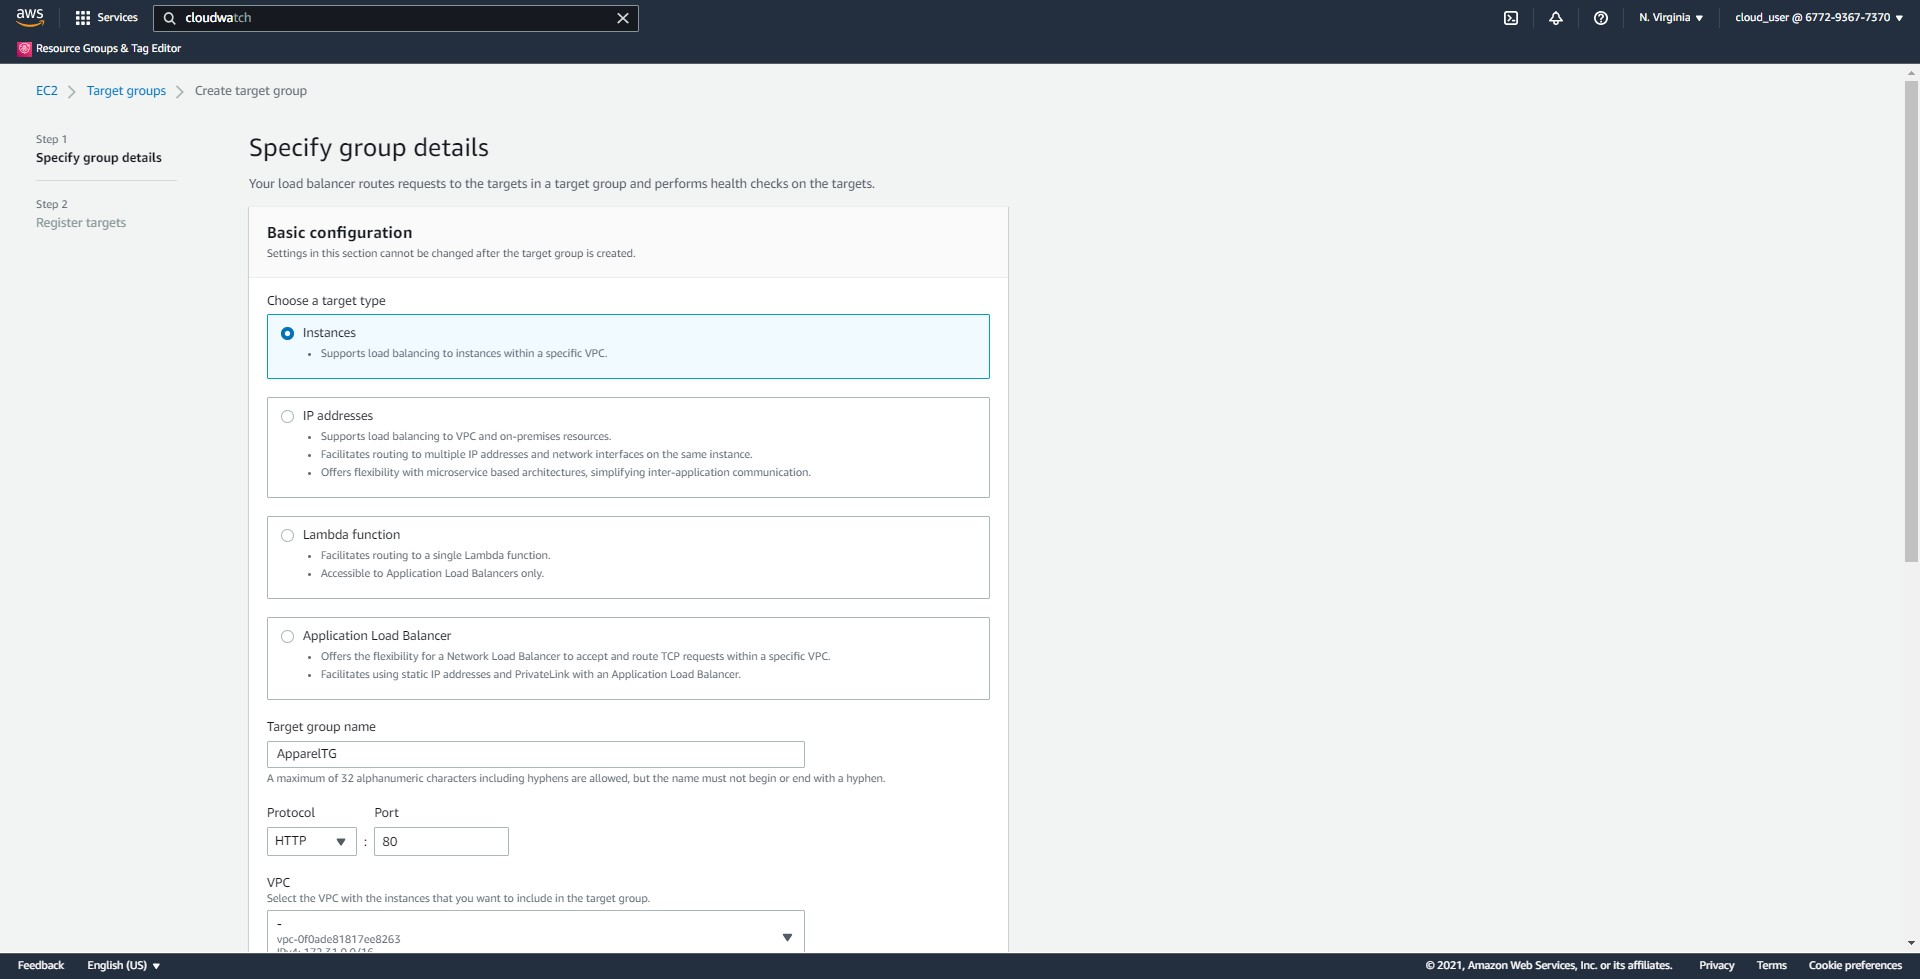 aws
Services
cloudwatch
N. Virginia
cloud_user @ 6772-9367-7370
Resource Groups & Tag Editor
EC2
Target groups
Create target group
Step 1
Specify group details
Step 2
Register targets
Specify group details
Your load balancer routes requests to the targets in a target group and performs health checks on the targets.
Basic configuration
Settings in this section cannot be changed after the target group is created.
Choose a target type
Instances
• Supports load balancing to instances within a specific VPC.
IP addresses
• Supports load balancing to VPC and on-premises resources.
• Facilitates routing to multiple IP addresses and network interfaces on the same instance.
• Offers flexibility with microservice based architectures, simplifying inter-application communication.
Lambda function
• Facilitates routing to a single Lambda function.
• Accessible to Application Load Balancers only.
Application Load Balancer
• Offers the flexibility for a Network Load Balancer to accept and route TCP requests within a specific VPC.
• Facilitates using static IP addresses and PrivateLink with an Application Load Balancer.
Target group name
ApparelTG
A maximum of 32 alphanumeric characters including hyphens are allowed, but the name must not begin or end with a hyphen.
Protocol Port
HTTP : 80
VPC
Select the VPC with the instances that you want to include in the target group.
-
vpc-0f0ade81817ee8263
IPv4: 172.31.0.0/16
Feedback
English (US)
© 2021, Amazon Web Services, Inc. or its affiliates.
Privacy
Terms
Cookie preferences